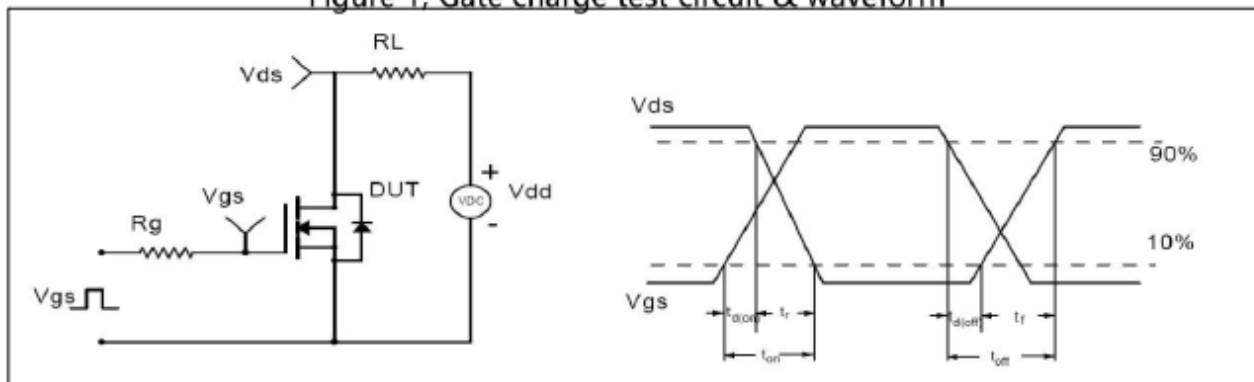 Figure 1, Gate charge test circuit & waveform
RL
Vds
Vgs
DUT
Rg
VDC
+
Vdd
-
Vgs
Vds
90%
10%
Vgs
td(on)
tr
td(off)
tf
ton
toff